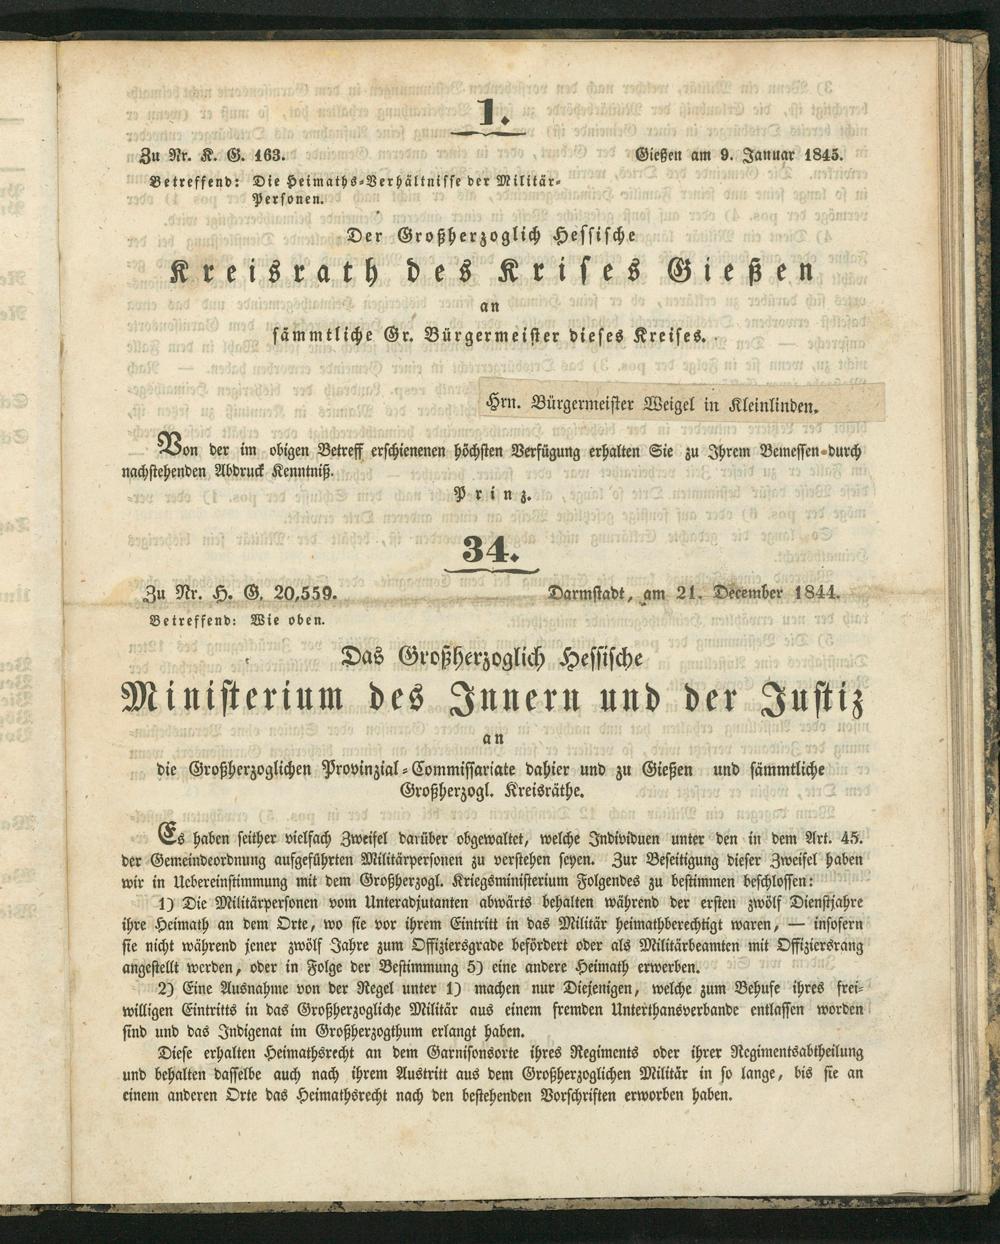 1.
Zu Nr. K. G. 163.
Gießen am 9. Januar 1845.
Betreffend: Die Heimaths-Verhältnisse der Militär-
Personen.
Der Großherzoglich Hessische
Kreisrath des Krises Gießen
an
sämmtliche Gr. Bürgermeister dieses Kreises.
Hrn. Bürgermeister Weigel in Kleinlinden.
Von der im obigen Betreff erschienenen höchsten Verfügung erhalten Sie zu Ihrem Bemessen durch
nachstehenden Abdruck Kenntniß.
Prinz.
34.
Zu Nr. H. G. 20,559.
Darmstadt, am 21. December 1844.
Betreffend: Wie oben.
Das Großherzoglich Hessische
Ministerium des Innern und der Justiz
an
die Großherzoglichen Provinzial-Commissariate dahier und zu Gießen und sämmtliche
Großherzogl. Kreisräthe.
Es haben seither vielfach Zweifel darüber obgewaltet, welche Individuen unter den in dem Art. 45.
der Gemeindeordnung aufgeführten Militärpersonen zu verstehen seyen. Zur Beseitigung dieser Zweifel haben
wir in Uebereinstimmung mit dem Großherzogl. Kriegsministerium Folgendes zu bestimmen beschlossen:
1) Die Militärpersonen vom Unteradjutanten abwärts behalten während der ersten zwölf Dienstjahre
ihre Heimath an dem Orte, wo sie vor ihrem Eintritt in das Militär heimathberechtigt waren, — insofern
sie nicht während jener zwölf Jahre zum Offiziersgrade befördert oder als Militärbeamten mit Offiziersrang
angestellt werden, oder in Folge der Bestimmung 5) eine andere Heimath erwerben.
2) Eine Ausnahme von der Regel unter 1) machen nur Diejenigen, welche zum Behufe ihres frei-
willigen Eintritts in das Großherzogliche Militär aus einem fremden Unterthansverbande entlassen worden
sind und das Indigenat im Großherzogthum erlangt haben.
Diese erhalten Heimathsrecht an dem Garnisonsorte ihres Regiments oder ihrer Regimentsabtheilung
und behalten dasselbe auch nach ihrem Austritt aus dem Großherzoglichen Militär in so lange, bis sie an
einem anderen Orte das Heimathsrecht nach den bestehenden Vorschriften erworben haben.